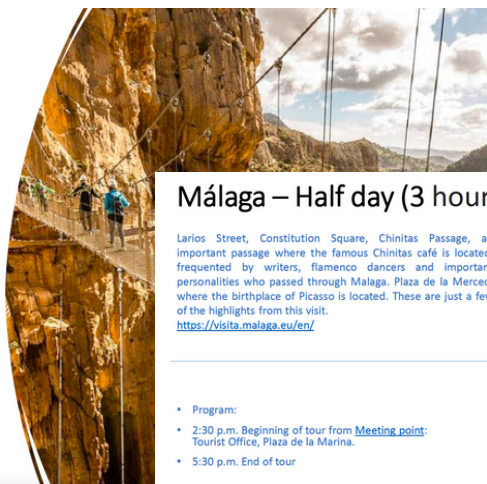 Málaga – Half day (3 hour
Larios Street, Constitution Square, Chinitas Passage, a
important passage where the famous Chinitas café is located
frequented by writers, flamenco dancers and importan
personalities who passed through Malaga. Plaza de la Merced
where the birthplace of Picasso is located. These are just a few
of the highlights from this visit.
https://visita.malaga.eu/en/
• Program:
• 2:30 p.m. Beginning of tour from Meeting point:
Tourist Office, Plaza de la Marina.
• 5:30 p.m. End of tour